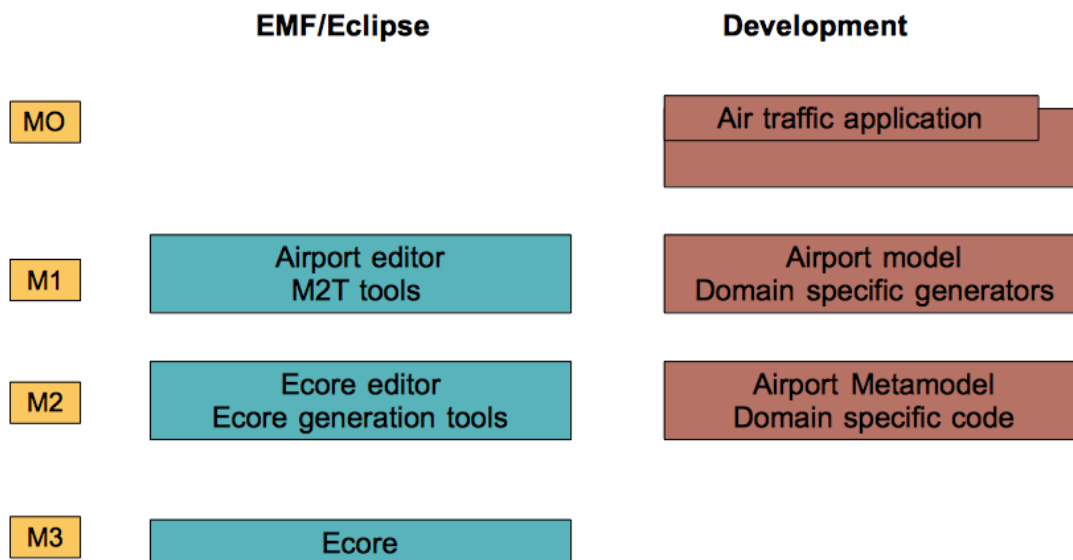 EMF/Eclipse Development
MO Air traffic application
Airport editor Airport model
M1 M2T tools Domain specific generators
Ecore editor Airport Metamodel
M2 Ecore generation tools Domain specific code
M3 Ecore